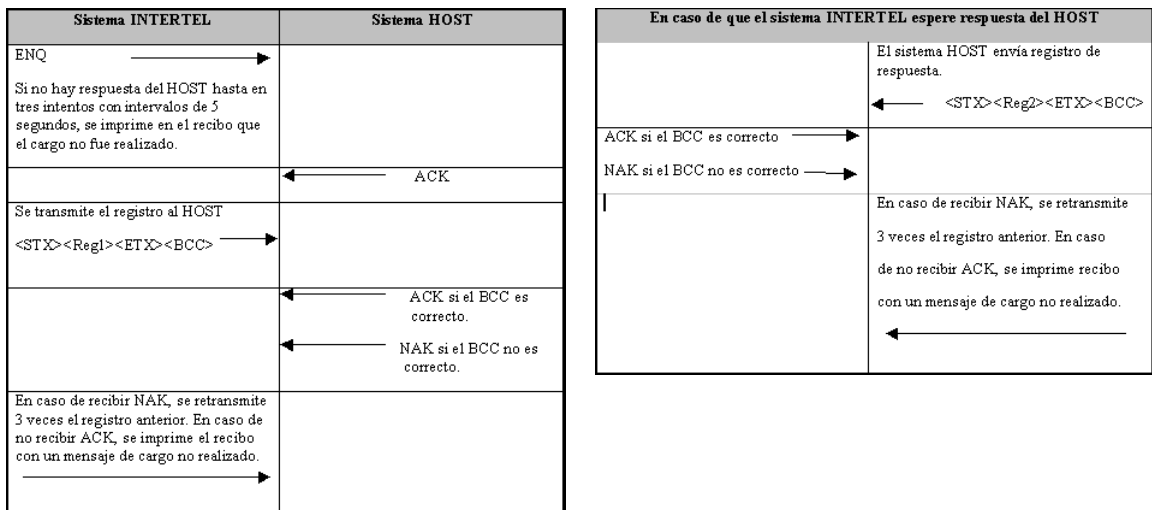 Sistema INTERTEL
Sistema HOST
ENQ
Si no hay respuesta del HOST hasta en
tres intentos con intervalos de 5
segundos, se imprime en el recibo que
el cargo no fue realizado.
ACK
Se transmite el registro al HOST
<STX><Reg1><ETX><BCC>
ACK si el BCC es
correcto.
NAK si el BCC no es
correcto.
En caso de recibir NAK, se retransmite
3 veces el registro anterior. En caso de
no recibir ACK, se imprime el recibo
con un mensaje de cargo no realizado.
En caso de que el sistema INTERTEL espere respuesta del HOST
El sistema HOST envía registro de
respuesta.
<STX><Reg2><ETX><BCC>
ACK si el BCC es correcto
NAK si el BCC no es correcto
En caso de recibir NAK, se retransmite
3 veces el registro anterior. En caso
de no recibir ACK, se imprime recibo
con un mensaje de cargo no realizado.